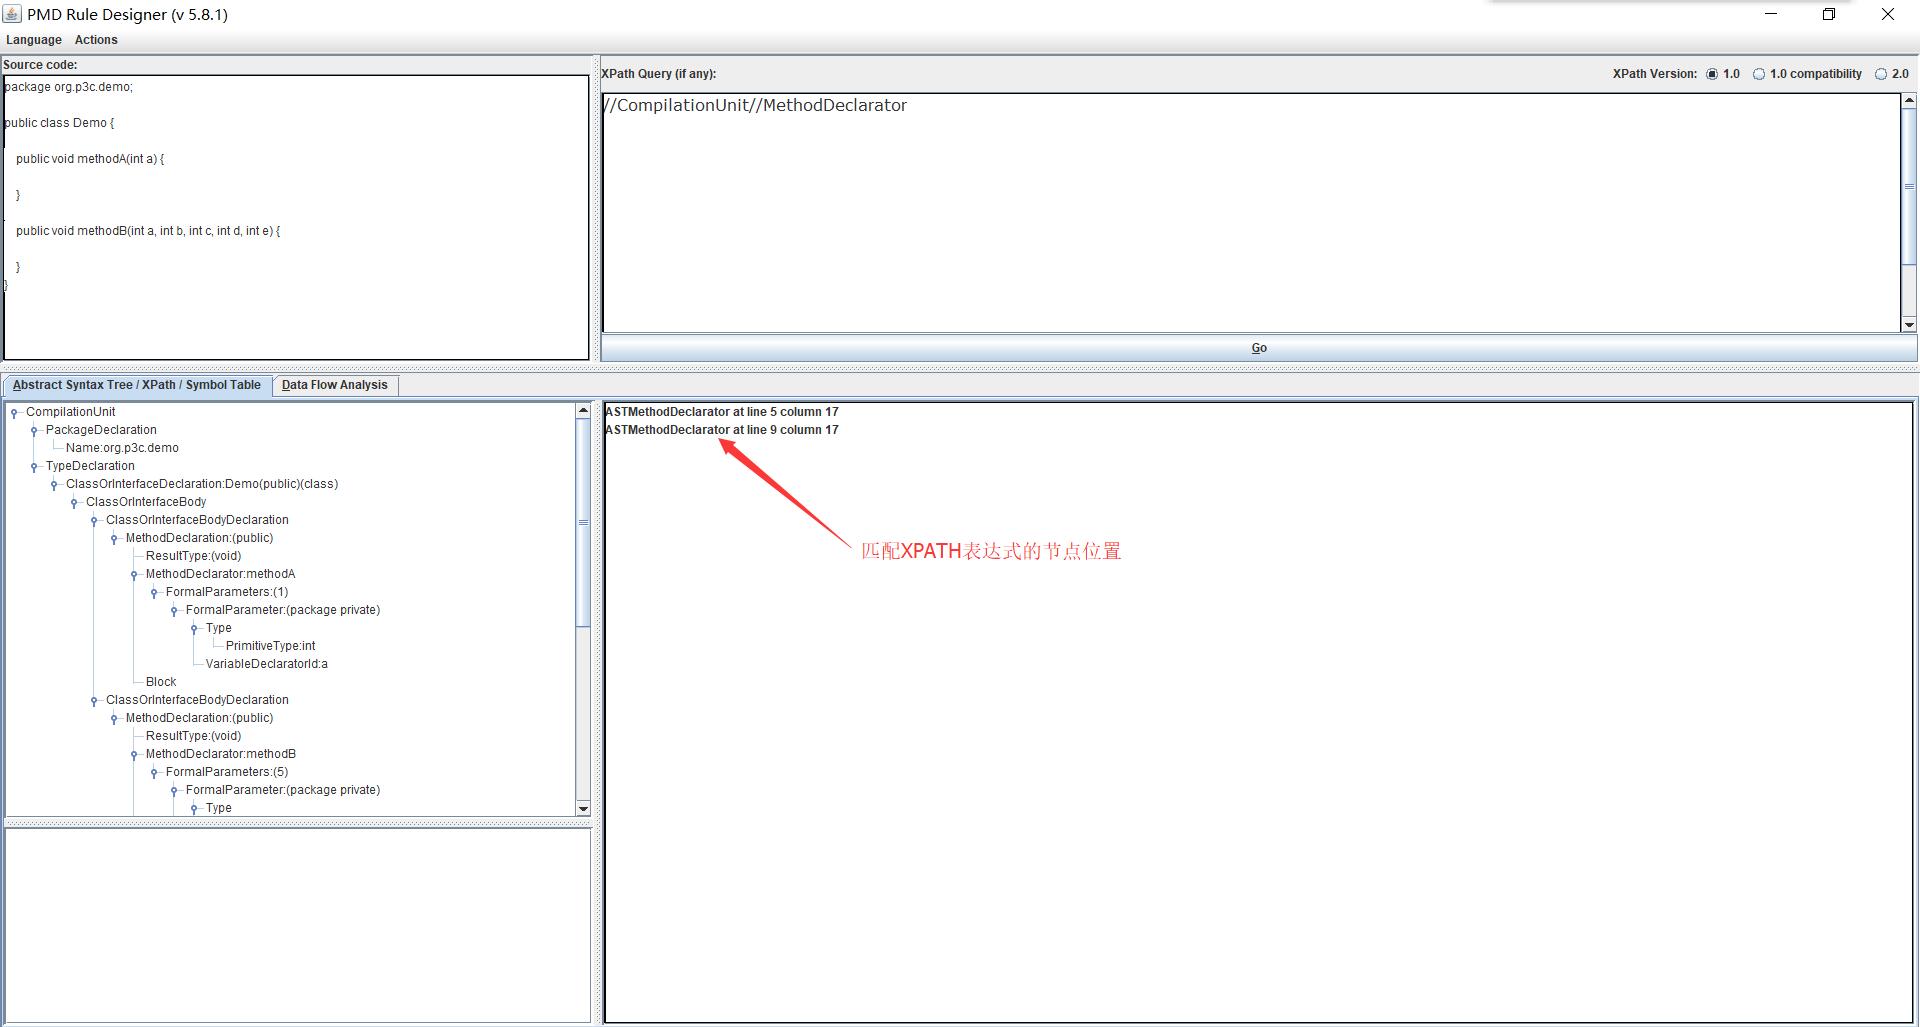 PMD Rule Designer (v 5.8.1)
Language Actions
Source code:
package org.p3c.demo;
public class Demo {
public void methodA(int a) {
}
public void methodB(int a, int b, int c, int d, int e) {
}
}
XPath Query (if any):
XPath Version: 1.0 1.0 compatibility 2.0
//CompilationUnit//MethodDeclarator
Go
Abstract Syntax Tree / XPath / Symbol Table
Data Flow Analysis
CompilationUnit
PackageDeclaration
Name:org.p3c.demo
TypeDeclaration
ClassOrInterfaceDeclaration:Demo(public)(class)
ClassOrInterfaceBody
ClassOrInterfaceBodyDeclaration
MethodDeclaration:(public)
ResultType:(void)
MethodDeclarator:methodA
FormalParameters:(1)
FormalParameter:(package private)
Type
PrimitiveType:int
VariableDeclaratorId:a
Block
ClassOrInterfaceBodyDeclaration
MethodDeclaration:(public)
ResultType:(void)
MethodDeclarator:methodB
FormalParameters:(5)
FormalParameter:(package private)
Type
ASTMethodDeclarator at line 5 column 17
ASTMethodDeclarator at line 9 column 17
匹配XPATH表达式的节点位置